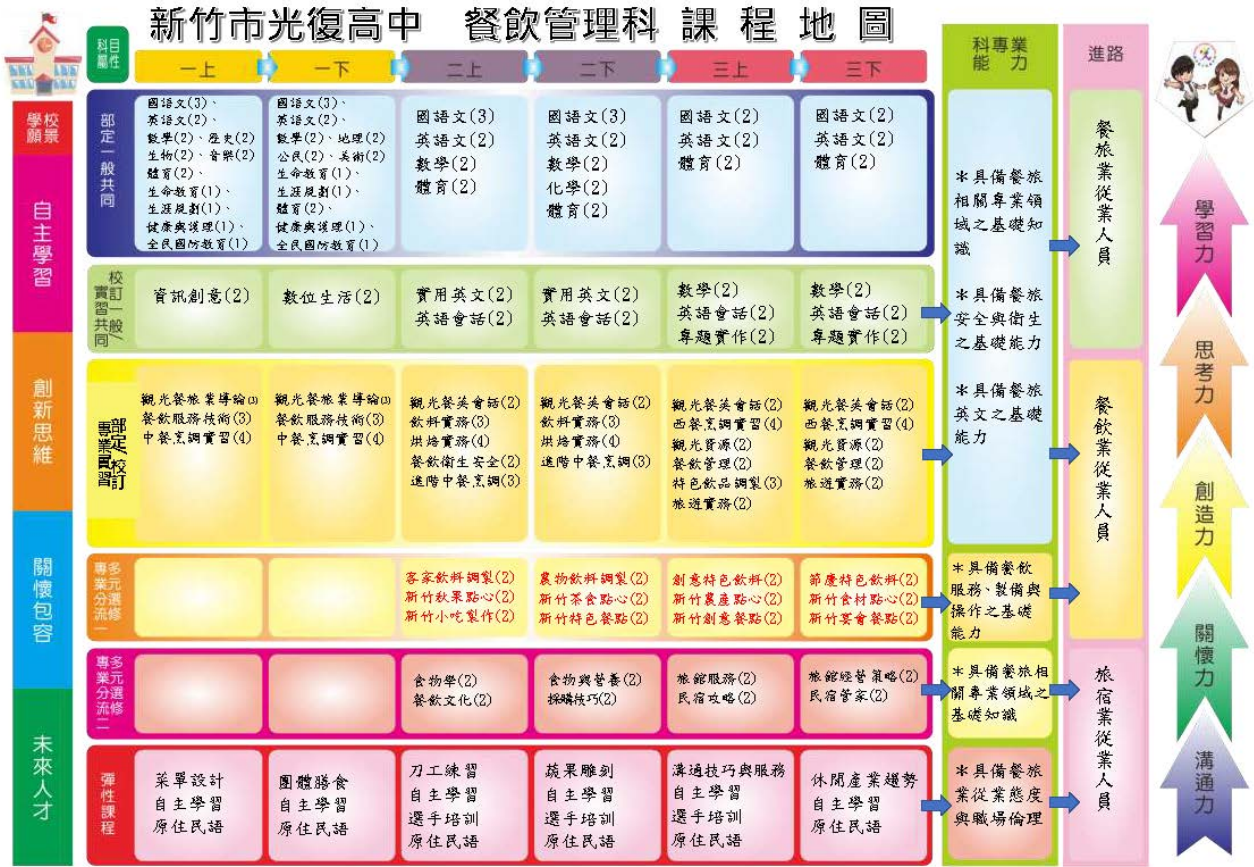 新竹市光復高中 餐飲管理科 課程地圖
科目
屬性
一上 一下 二上 二下 三上 三下
科專業
能力
進路
學校
願景
自主學習
創新思維
關懷包容
未來人才
部定一般共同
國語文(3)、
英語文(2)、
數學(2)、歷史(2)
生物(2)、音樂(2)
體育(2)、
生命教育(1)、
生涯規劃(1)、
健康與護理(1)、
全民國防教育(1)
國語文(3)、
英語文(2)、
數學(2)、地理(2)
公民(2)、美術(2)
生命教育(1)、
生涯規劃(1)、
體育(2)、
健康與護理(1)、
全民國防教育(1)
國語文(3)
英語文(2)
數學(2)
體育(2)
國語文(3)
英語文(2)
數學(2)
化學(2)
體育(2)
國語文(2)
英語文(2)
體育(2)
國語文(2)
英語文(2)
體育(2)
校訂一般/
實習共同
資訊創意(2)
數位生活(2)
實用英文(2)
英語會話(2)
實用英文(2)
英語會話(2)
數學(2)
英語會話(2)
專題實作(2)
數學(2)
英語會話(2)
專題實作(2)
部定/校訂
專業實習
觀光餐旅業導論(3)
餐飲服務技術(3)
中餐烹調實習(4)
觀光餐旅業導論(3)
餐飲服務技術(3)
中餐烹調實習(4)
觀光餐英會話(2)
飲料實務(3)
烘焙實務(4)
餐飲衛生安全(2)
進階中餐烹調(3)
觀光餐英會話(2)
飲料實務(3)
烘焙實務(4)
進階中餐烹調(3)
觀光餐英會話(2)
西餐烹調實習(4)
觀光資源(2)
餐飲管理(2)
特色飲品調製(3)
旅遊實務(2)
觀光餐英會話(2)
西餐烹調實習(4)
觀光資源(2)
餐飲管理(2)
旅遊實務(2)
多元選修
專業分流一
客家飲料調製(2)
新竹秋果點心(2)
新竹小吃製作(2)
農物飲料調製(2)
新竹茶食點心(2)
新竹特色餐點(2)
創意特色飲料(2)
新竹農產點心(2)
新竹創意餐點(2)
節慶特色飲料(2)
新竹食材點心(2)
新竹宴會餐點(2)
多元選修
專業分流二
食物學(2)
餐飲文化(2)
食物與營養(2)
採購技巧(2)
旅館服務(2)
民宿攻略(2)
旅館經營策略(2)
民宿管家(2)
彈性課程
菜單設計
自主學習
原住民語
團體膳食
自主學習
原住民語
刀工練習
自主學習
選手培訓
原住民語
蔬果雕刻
自主學習
選手培訓
原住民語
溝通技巧與服務
自主學習
選手培訓
原住民語
休閒產業趨勢
自主學習
原住民語
＊具備餐旅
相關專業領
域之基礎知
識
＊具備餐旅
安全與衛生
之基礎能力
＊具備餐旅
英文之基礎
能力
＊具備餐飲
服務、製備與
操作之基礎
能力
＊具備餐旅相
關專業領域之
基礎知識
＊具備餐旅
業從業態度
與職場倫理
餐旅業從業人員
餐飲業從業人員
旅宿業從業人員
學習力
思考力
創造力
關懷力
溝通力